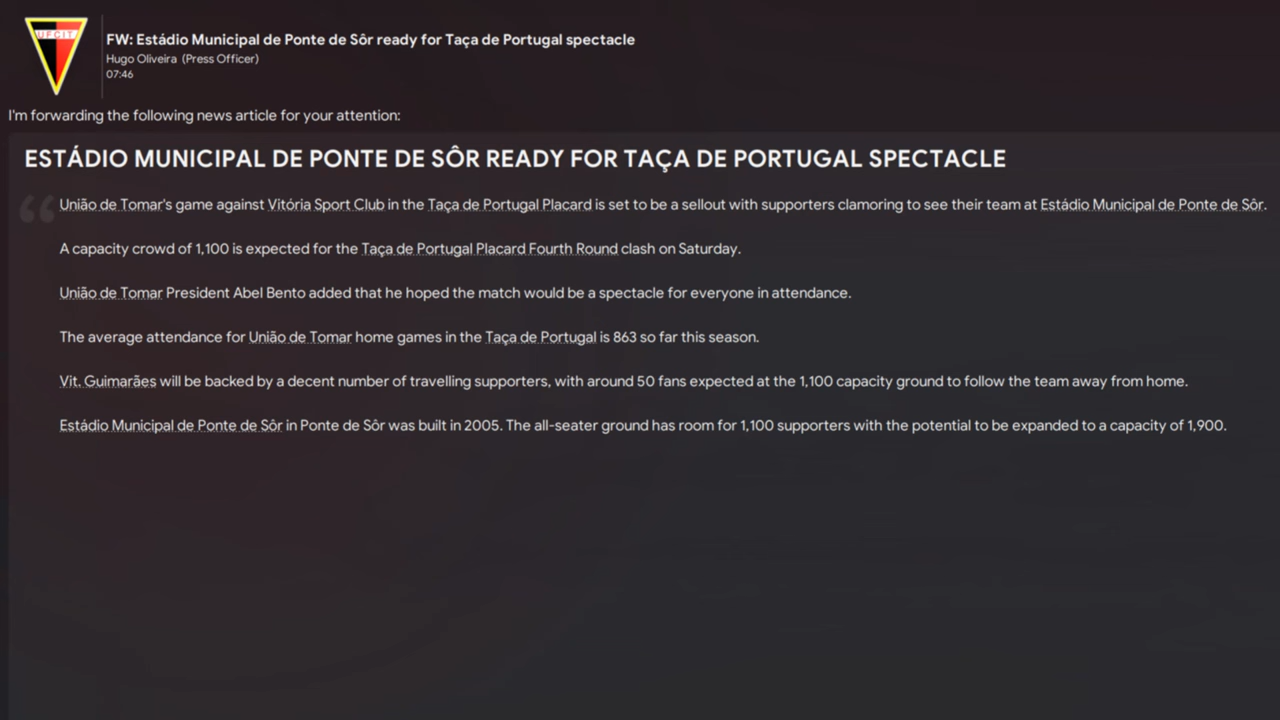 UFCIT
FW: Estádio Municipal de Ponte de Sôr ready for Taça de Portugal spectacle
Hugo Oliveira (Press Officer)
07:46
I'm forwarding the following news article for your attention:
ESTÁDIO MUNICIPAL DE PONTE DE SÔR READY FOR TAÇA DE PORTUGAL SPECTACLE
União de Tomar's game against Vitória Sport Club in the Taça de Portugal Placard is set to be a sellout with supporters clamoring to see their team at Estádio Municipal de Ponte de Sôr.
A capacity crowd of 1,100 is expected for the Taça de Portugal Placard Fourth Round clash on Saturday.
União de Tomar President Abel Bento added that he hoped the match would be a spectacle for everyone in attendance.
The average attendance for União de Tomar home games in the Taça de Portugal is 863 so far this season.
Vit. Guimarães will be backed by a decent number of travelling supporters, with around 50 fans expected at the 1,100 capacity ground to follow the team away from home.
Estádio Municipal de Ponte de Sôr in Ponte de Sôr was built in 2005. The all-seater ground has room for 1,100 supporters with the potential to be expanded to a capacity of 1,900.